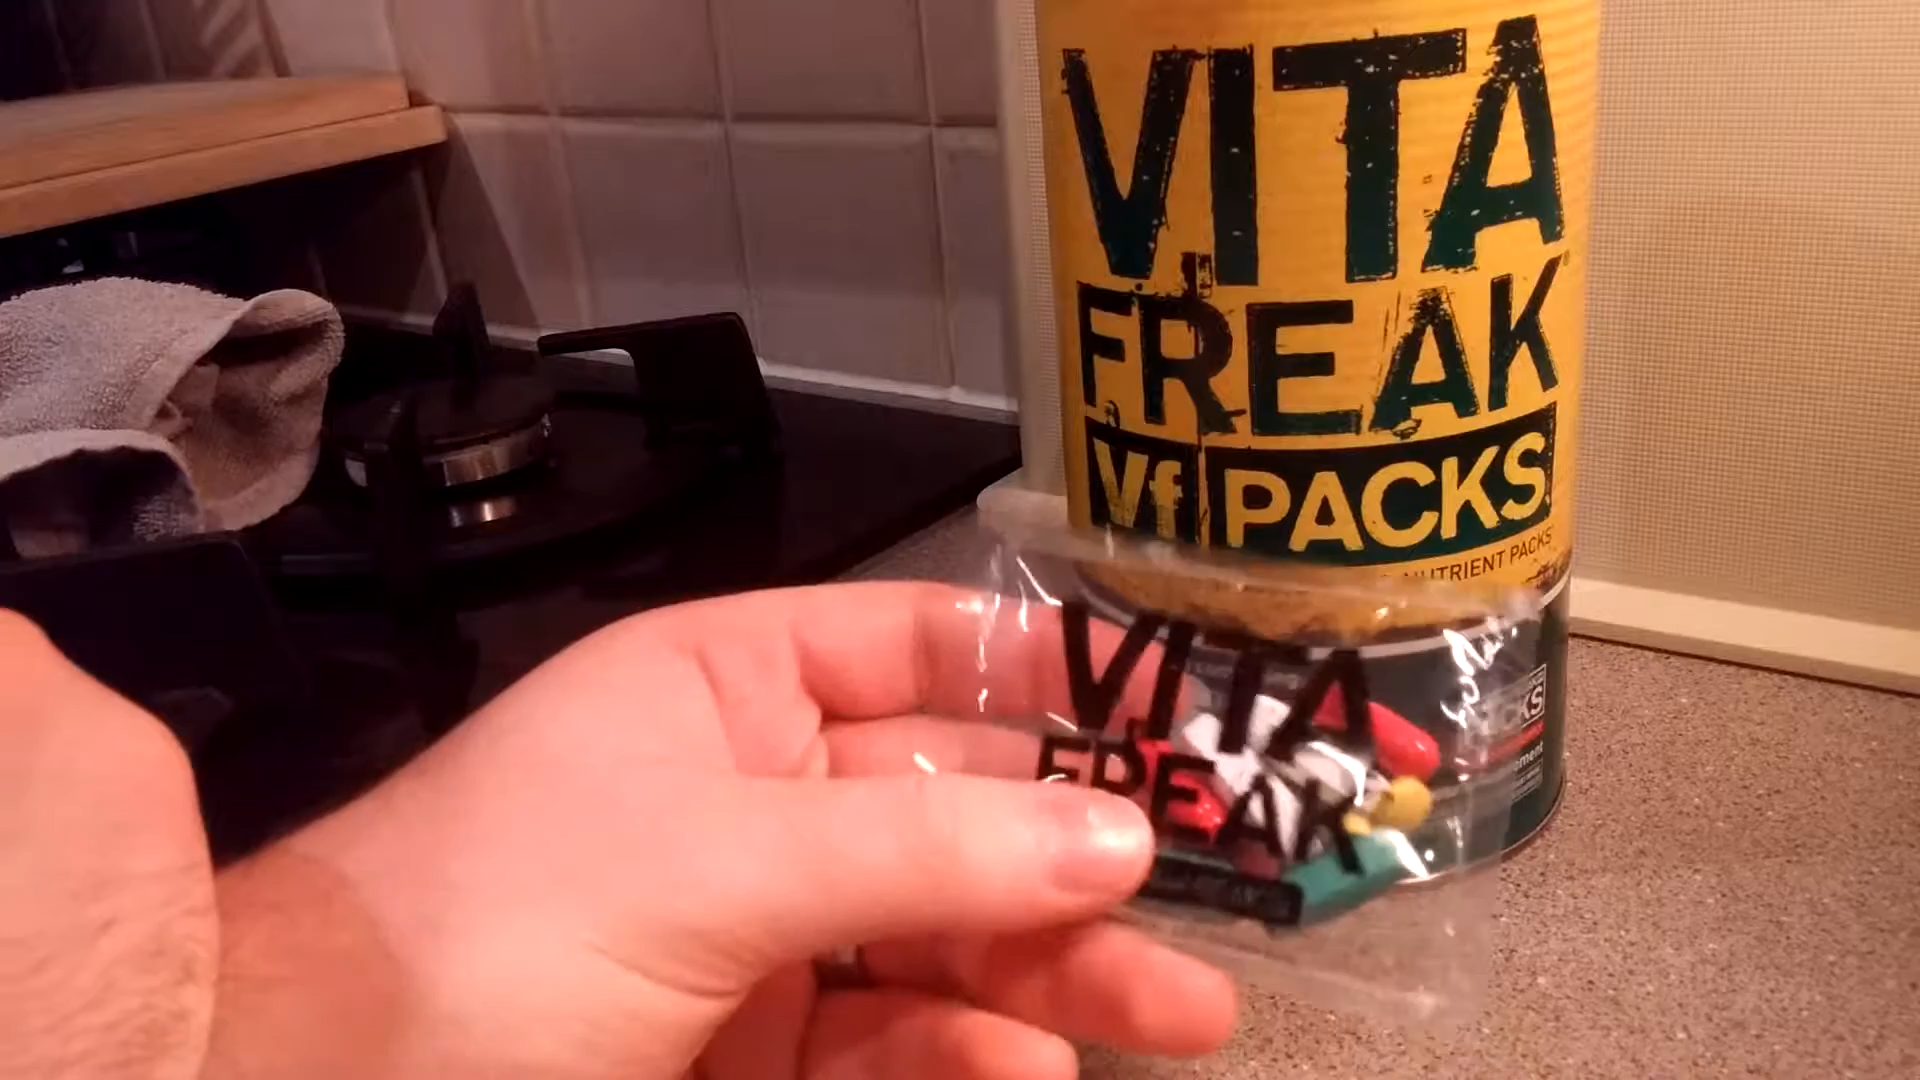 VITA
FREAK
Vf PACKS
NUTRIENT PACKS
VITA
FREAK